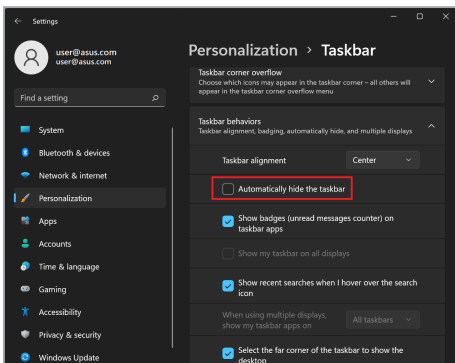 Settings
user@asus.com
user@asus.com
Find a setting
System
Bluetooth & devices
Network & internet
Personalization
Apps
Accounts
Time & language
Gaming
Accessibility
Privacy & security
Windows Update
Personalization > Taskbar
Taskbar corner overflow
Choose which icons may appear in the taskbar corner – all others will
appear in the taskbar corner overflow menu
Taskbar behaviors
Taskbar alignment, badging, automatically hide, and multiple displays
Taskbar alignment
Center
Automatically hide the taskbar
Show badges (unread messages counter) on
taskbar apps
Show my taskbar on all displays
Show recent searches when I hover over the search
icon
When using multiple displays,
show my taskbar apps on
All taskbars
Select the far corner of the taskbar to show the
desktop